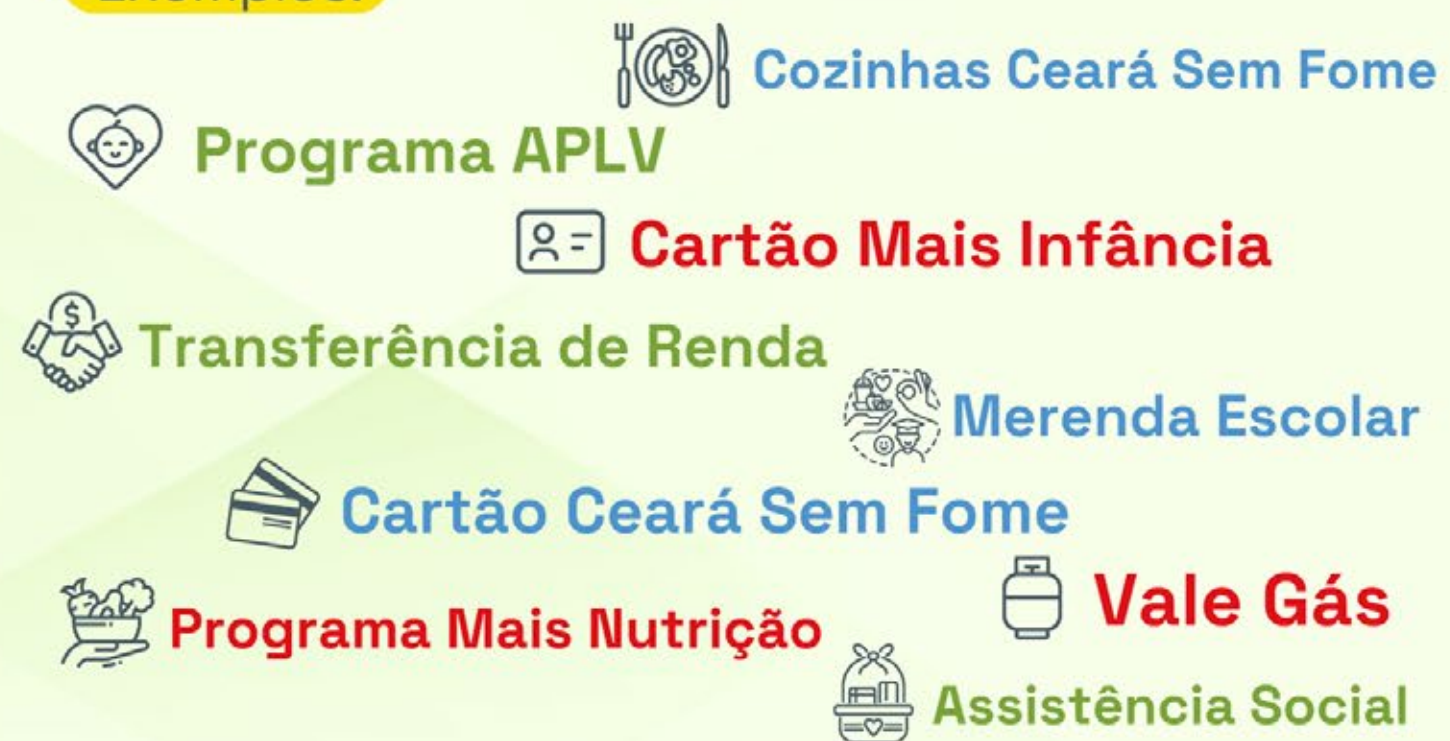 Exemplos:
Cozinhas Ceará Sem Fome
Programa APLV
Cartão Mais Infância
Transferência de Renda
Merenda Escolar
Cartão Ceará Sem Fome
Vale Gás
Programa Mais Nutrição
Assistência Social